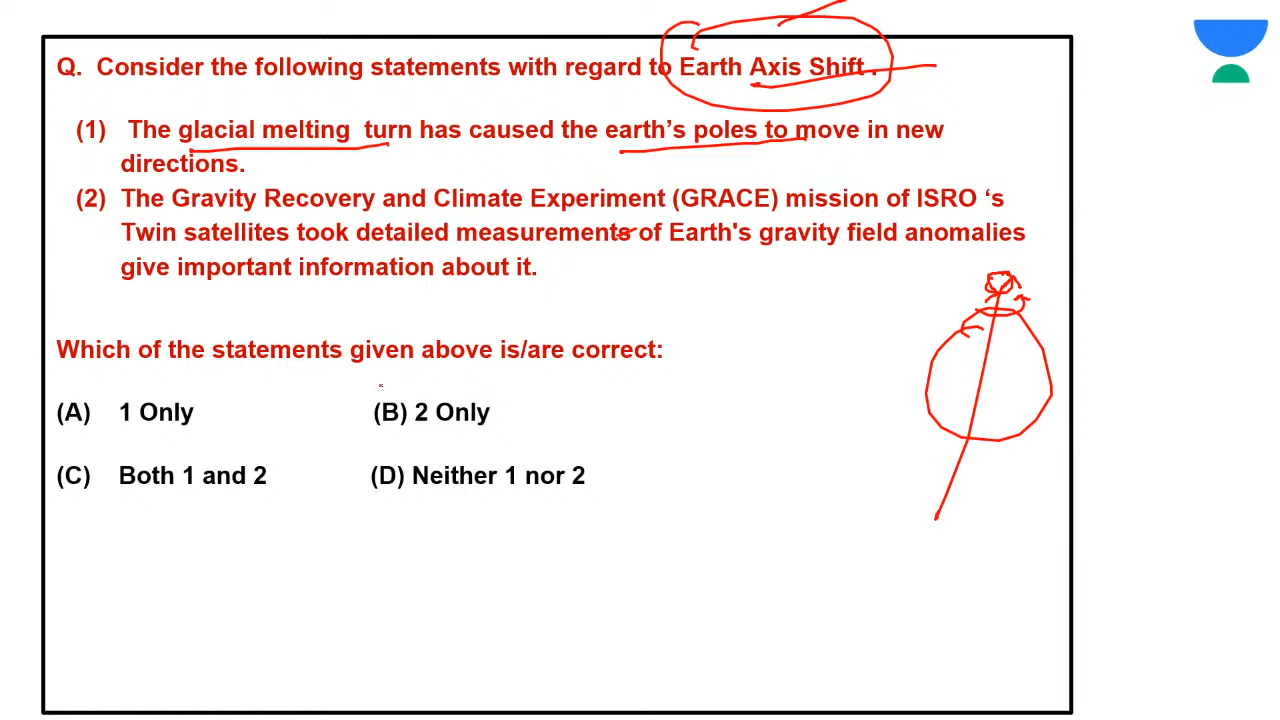 Q. Consider the following statements with regard to Earth Axis Shift .
(1) The glacial melting turn has caused the earth’s poles to move in new
directions.
(2) The Gravity Recovery and Climate Experiment (GRACE) mission of ISRO ‘s
Twin satellites took detailed measurements of Earth's gravity field anomalies
give important information about it.
Which of the statements given above is/are correct:
(A) 1 Only (B) 2 Only
(C) Both 1 and 2 (D) Neither 1 nor 2